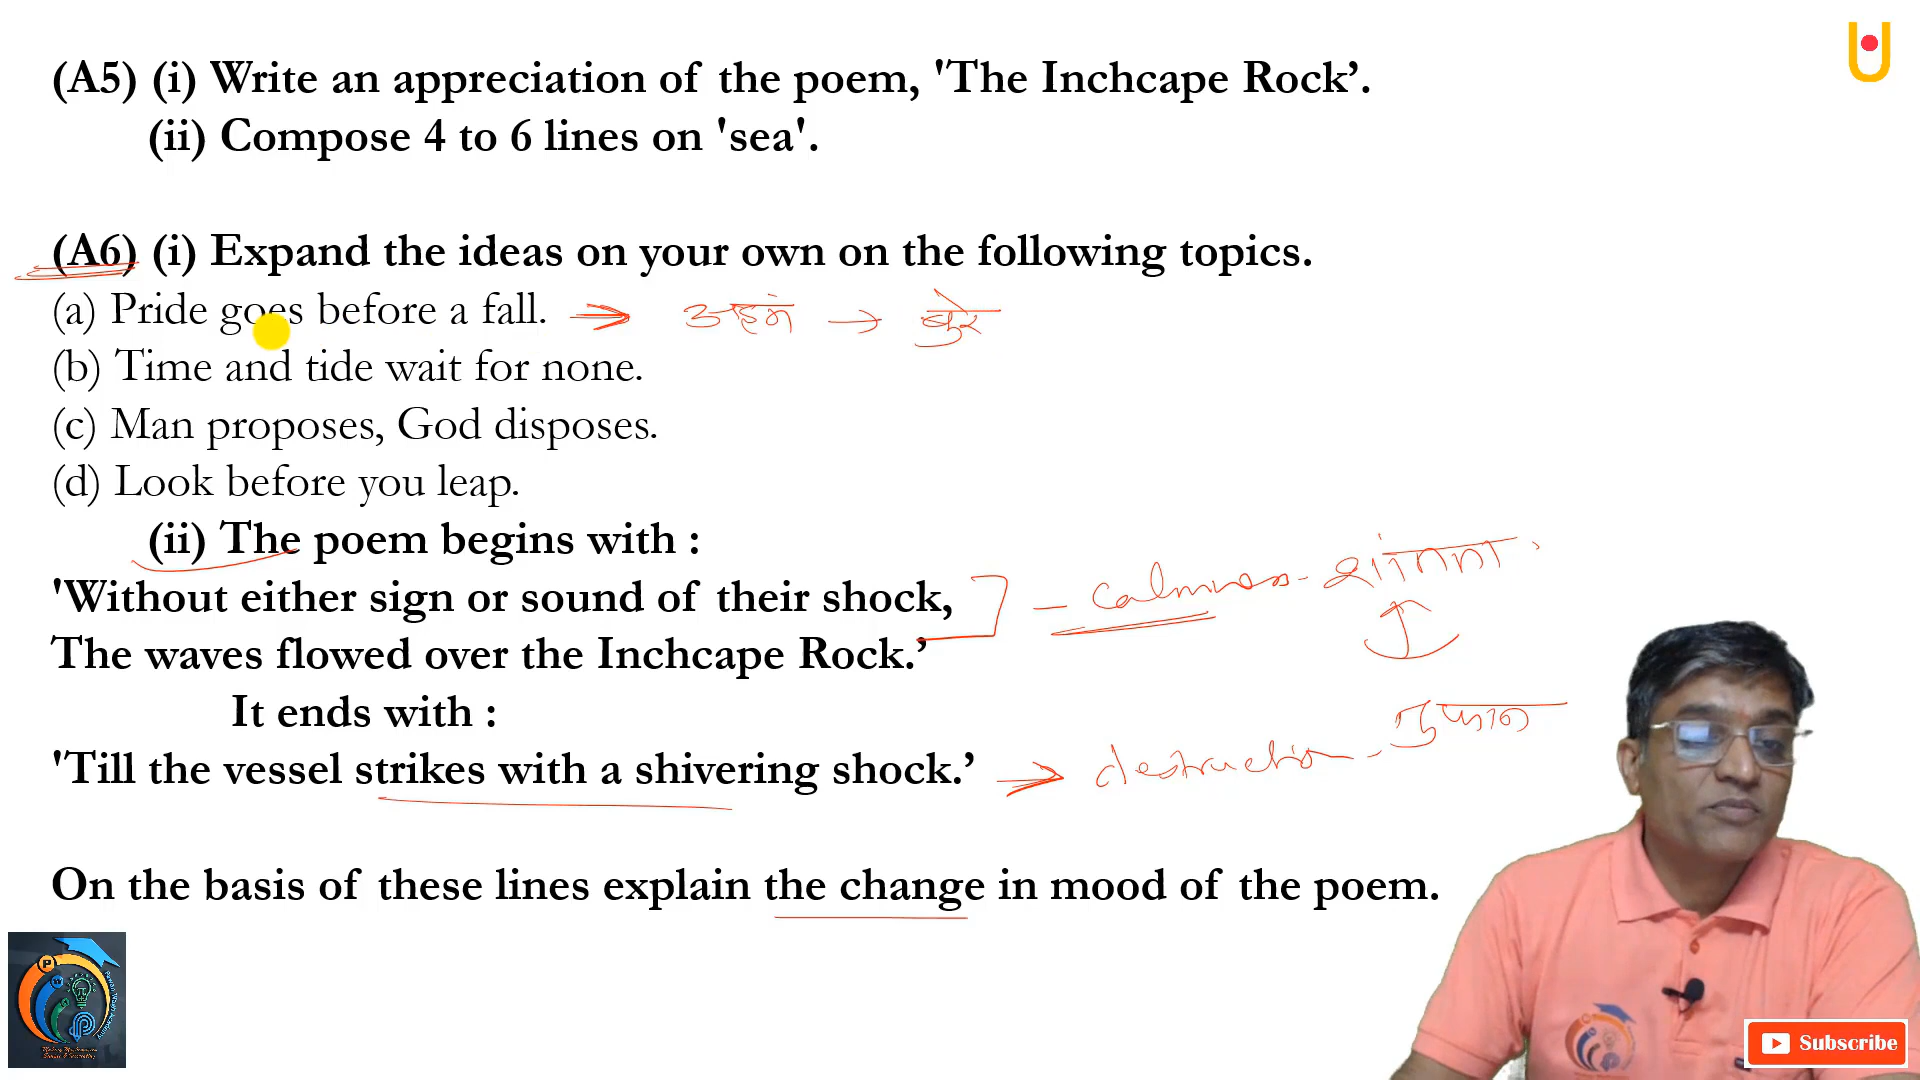 (A5) (i) Write an appreciation of the poem, 'The Inchcape Rock’.
(ii) Compose 4 to 6 lines on 'sea'.
(A6) (i) Expand the ideas on your own on the following topics.
(a) Pride goes before a fall. → अहंम → बुरे
(b) Time and tide wait for none.
(c) Man proposes, God disposes.
(d) Look before you leap.
(ii) The poem begins with :
'Without either sign or sound of their shock, - calmness -
The waves flowed over the Inchcape Rock.’
It ends with :
'Till the vessel strikes with a shivering shock.’ → destruction - तुफान
On the basis of these lines explain the change in mood of the poem.
Subscribe